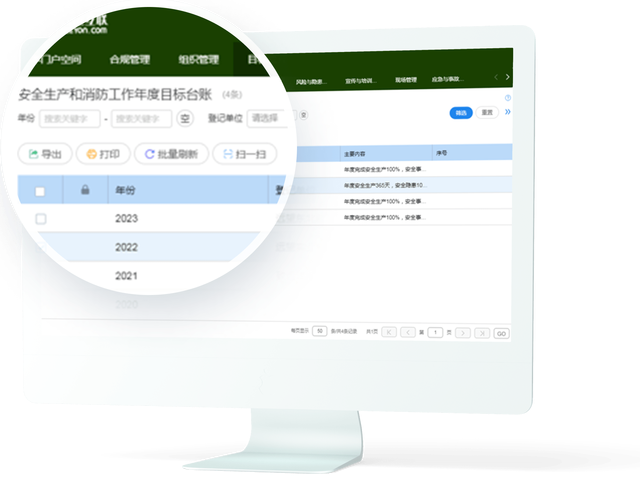 门户空间 合规管理 组织管理
风险与隐患... 宣传与培训... 现场管理 应急与事故...
安全生产和消防工作年度目标台账 (4条)
年份 搜索关键字 - 搜索关键字 空 登记单位 请选择
空 筛选 重置
导出 打印 批量刷新 扫一扫
年份 主要内容 序号
2023 年度完成安全生产100%，安全事...
2022 年度安全生产365天，安全隐患10...
2021 年度完成安全生产100%，安全事...
2020 年度完成安全生产100%，安全事...
每页显示 50 条/共4条记录 共1页 第 1 页 GO